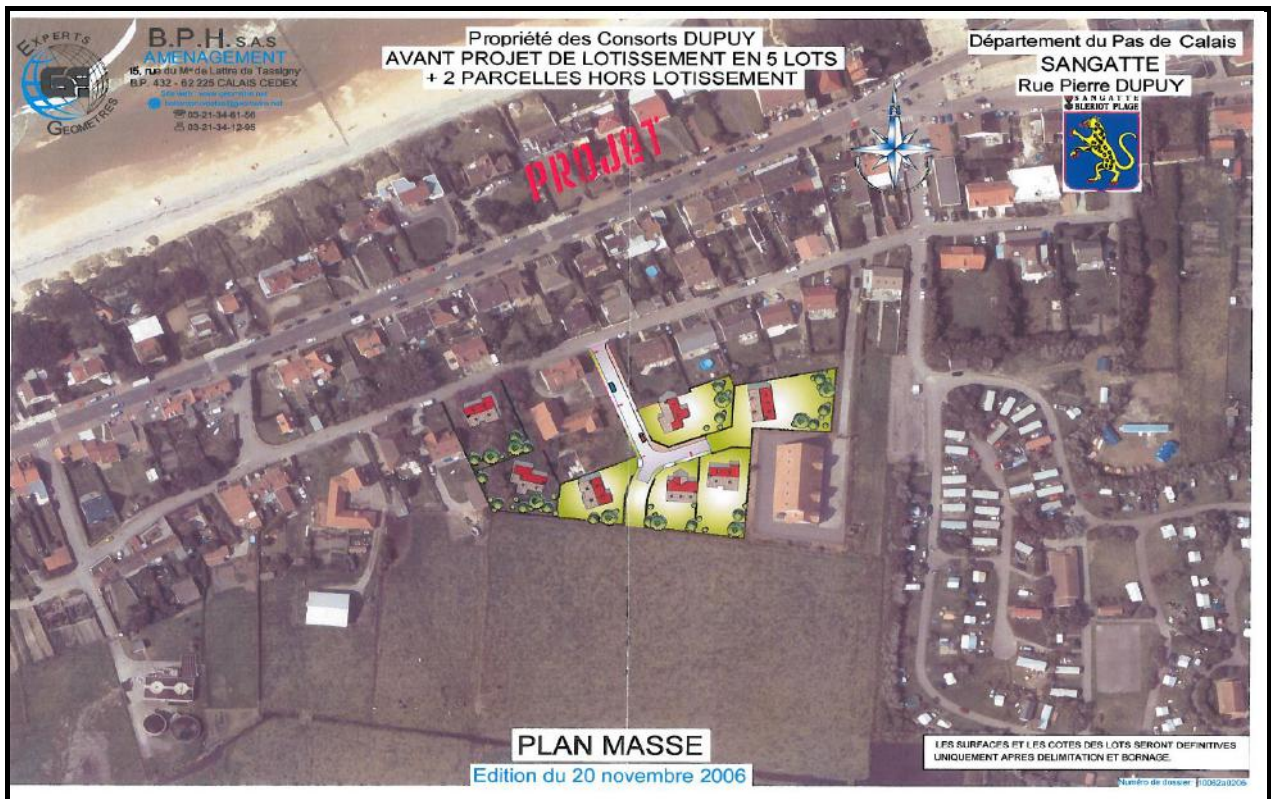 EXPERTS
GEOMETRES
B.P.H. S.A.S
AMENAGEMENT
15, rue du Mal de Lattre de Tassigny
B.P. 432 - 62 225 CALAIS CEDEX
03-21-34-61-56
03-21-34-12-95
Propriété des Consorts DUPUY
AVANT PROJET DE LOTISSEMENT EN 5 LOTS
+ 2 PARCELLES HORS LOTISSEMENT
Département du Pas de Calais
SANGATTE
Rue Pierre DUPUY
SANGATTE
BLERIOT PLAGE
PROJET
PLAN MASSE
Edition du 20 novembre 2006
LES SURFACES ET LES COTES DES LOTS SERONT DEFINITIVES
UNIQUEMENT APRES DELIMITATION ET BORNAGE.
Numéro de dossier :